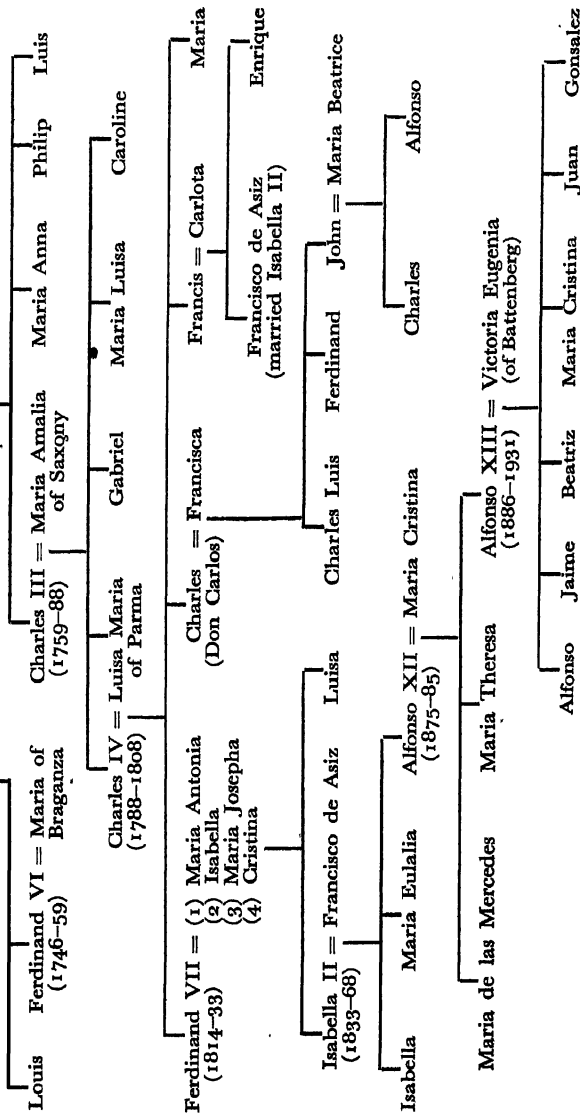 Louis Ferdinand VI = Maria of Charles III = Maria Amalia Maria Anna Philip Luis
(1746–59) Braganza (1759–88) of Saxony
Charles IV = Luisa Maria Gabriel Maria Luisa Caroline
(1788–1808) of Parma
Ferdinand VII = (1) Maria Antonia Charles = Francisca Francis = Carlota Maria
(1814–33) (2) Isabella (Don Carlos)
(3) Maria Josepha
(4) Cristina
Francisco de Asiz Enrique
(married Isabella II)
Isabella II = Francisco de Asiz Luisa Charles Luis Ferdinand John = Maria Beatrice
(1833–68)
Charles Alfonso
Isabella Maria Eulalia Alfonso XII = Maria Cristina
(1875–85)
Maria de las Mercedes Maria Theresa Alfonso XIII = Victoria Eugenia
(1886–1931) (of Battenberg)
Alfonso Jaime Beatriz Maria Cristina Juan Gonsalez